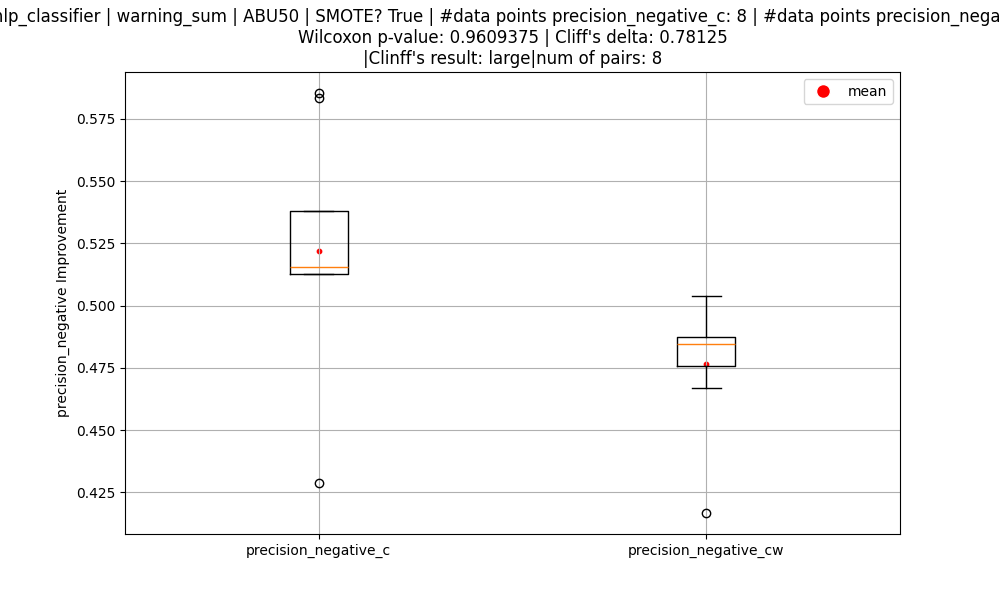 | warning_sum | ABU50 | SMOTE? True | #data points precision_negative_c: 8 | #data points
Wilcoxon p-value: 0.9609375 | Cliff's delta: 0.78125
|Clinff's result: large|num of pairs: 8
mean
0.575
0.550
0.525
0.500
0.475
0.450
0.425
precision_negative Improvement
precision_negative_c
precision_negative_cw